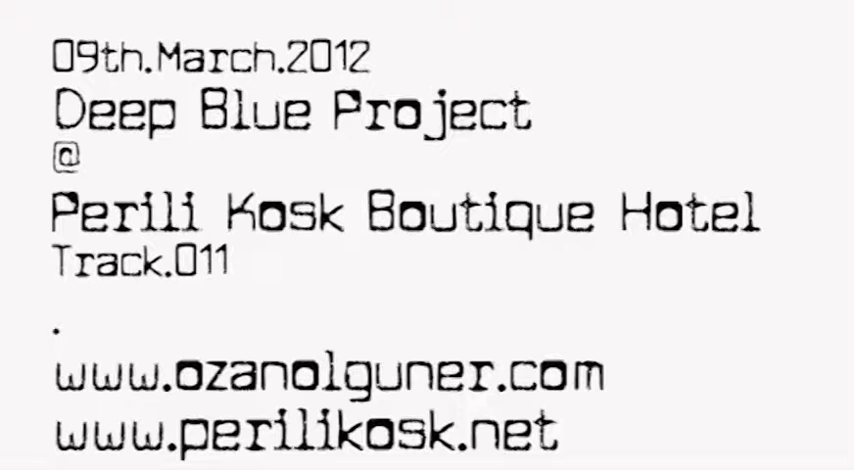 09th.March.2012
Deep Blue Project
@
Perili Kosk Boutique Hotel
Track.011
.
www.ozanolguner.com
www.perilikosk.net